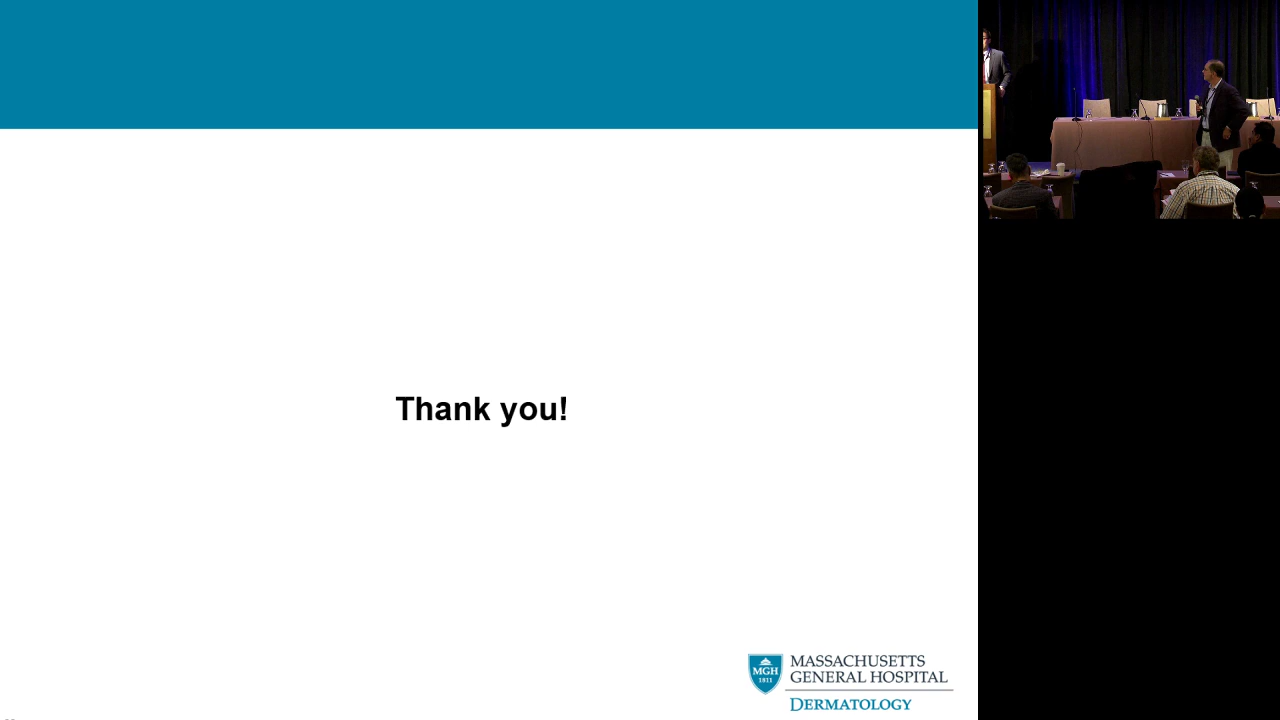 Thank you!
MGH
1811
MASSACHUSETTS
GENERAL HOSPITAL
DERMATOLOGY